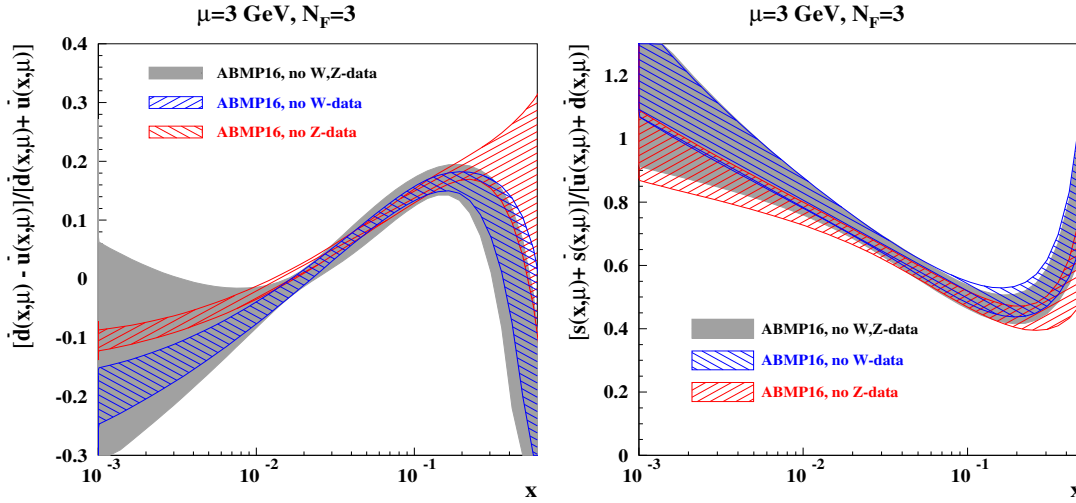 μ=3 GeV, N_F=3
[d̄(x,μ) - ū(x,μ)]/[d̄(x,μ)+ ū(x,μ)]
0.4
0.3
0.2
0.1
0
-0.1
-0.2
-0.3
ABMP16, no W,Z-data
ABMP16, no W-data
ABMP16, no Z-data
10^-3
10^-2
10^-1
x
μ=3 GeV, N_F=3
[s(x,μ)+ s̄(x,μ)]/[ū(x,μ)+ d̄(x,μ)]
1.2
1
0.8
0.6
0.4
0.2
0
ABMP16, no W,Z-data
ABMP16, no W-data
ABMP16, no Z-data
10^-3
10^-2
10^-1
x